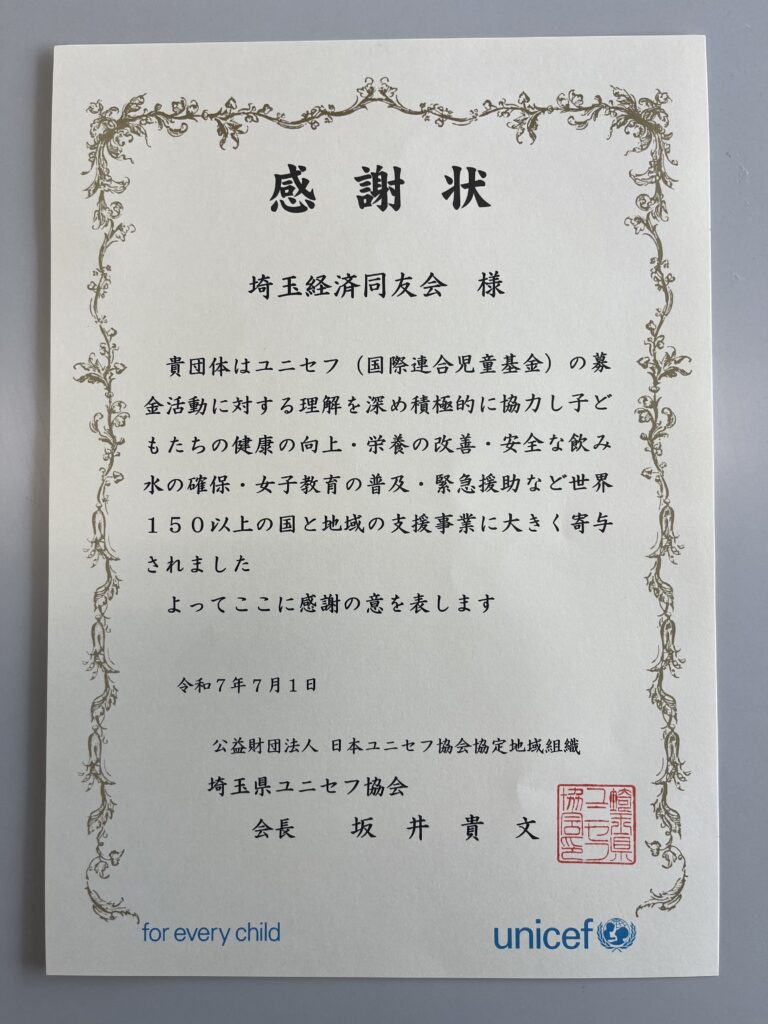 感謝状
埼玉経済同友会　様
貴団体はユニセフ（国際連合児童基金）の募
金活動に対する理解を深め積極的に協力し子ど
もたちの健康の向上・栄養の改善・安全な飲み
水の確保・女子教育の普及・緊急援助など世界
１５０以上の国と地域の支援事業に大きく寄与
されました
よってここに感謝の意を表します
令和７年７月１日
公益財団法人 日本ユニセフ協会協定地域組織
埼玉県ユニセフ協会
会長　坂井貴文
埼玉県
ユニセフ
協会印
for every child
unicef